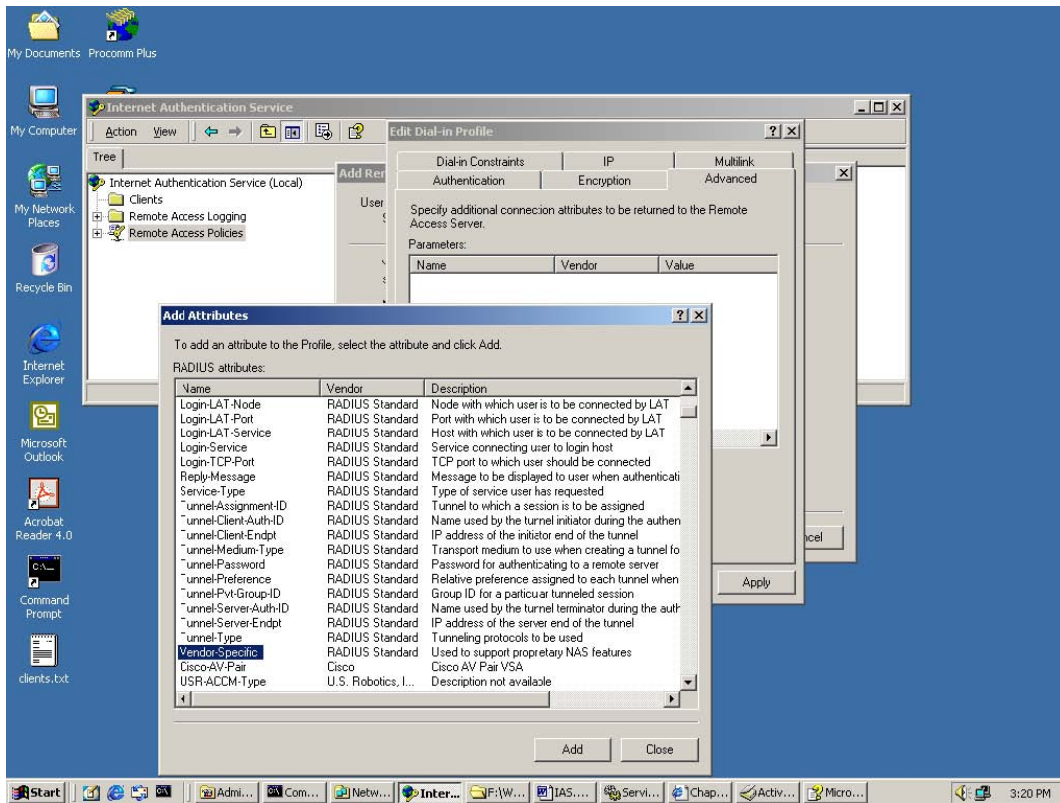 My Documents
Procomm Plus
My Computer
My Network
Places
Recycle Bin
Internet
Explorer
Microsoft
Outlook
Acrobat
Reader 4.0
C:\_
Command
Prompt
clients.txt
Internet Authentication Service
Action View
Tree
Internet Authentication Service (Local)
Clients
Remote Access Logging
Remote Access Policies
User
Edit Dial-in Profile
Dial-in Constraints IP Multilink
Authentication Encryption Advanced
Specify additional connection attributes to be returned to the Remote
Access Server.
Parameters:
Name Vendor Value
Apply
Add Attributes
To add an attribute to the Profile, select the attribute and click Add.
RADIUS attributes:
Name Vendor Description
Login-LAT-Node RADIUS Standard Node with which user is to be connected by LAT
Login-LAT-Port RADIUS Standard Port with which user is to be connected by LAT
Login-LAT-Service RADIUS Standard Host with which user is to be connected by LAT
Login-Service RADIUS Standard Service connecting user to login host
Login-TCP-Port RADIUS Standard TCP port to which user should be connected
Reply-Message RADIUS Standard Message to be displayed to user when authenticati
Service-Type RADIUS Standard Type of service user has requested
Tunnel-Assignment-ID RADIUS Standard Tunnel to which a session is to be assigned
Tunnel-Client-Auth-ID RADIUS Standard Name used by the tunnel initiator during the authen
Tunnel-Client-Endpt RADIUS Standard IP address of the initiator end of the tunnel
Tunnel-Medium-Type RADIUS Standard Transport medium to use when creating a tunnel fo
Tunnel-Password RADIUS Standard Password for authenticating to a remote server
Tunnel-Preference RADIUS Standard Relative preference assigned to each tunnel when
Tunnel-Pvt-Group-ID RADIUS Standard Group ID for a particular tunneled session
Tunnel-Server-Auth-ID RADIUS Standard Name used by the tunnel terminator during the auth
Tunnel-Server-Endpt RADIUS Standard IP address of the server end of the tunnel
Tunnel-Type RADIUS Standard Tunneling protocols to be used
Vendor-Specific RADIUS Standard Used to support propretary NAS features
Cisco-AV-Pair Cisco Cisco AV Pair VSA
USR-ACCM-Type U.S. Robotics, I... Description not available
Add Close
Start Admi... Com... Netw... Inter... F:\W... IAS.... Servi... Chap... Activ... Micro... 3:20 PM